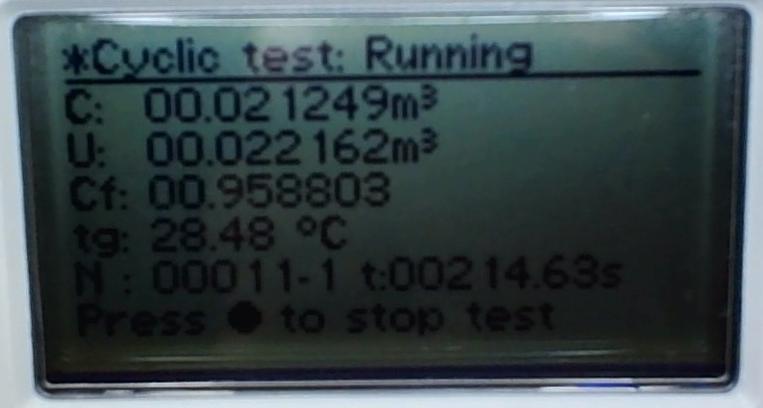 *Cyclic test: Running
C: 00.021249m³
U: 00.022162m³
Cf: 00.958803
tg: 28.48 °C
N : 00011-1 t:00214.63s
Press ● to stop test